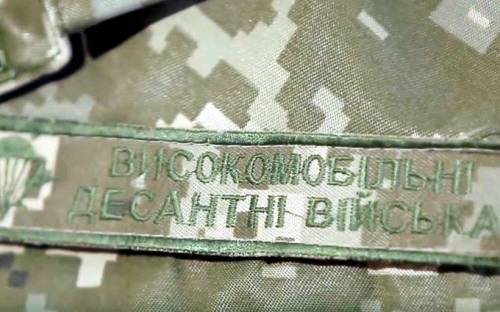 ВИСОКОМОБІЛЬНІ
ДЕСАНТНІ ВІЙСЬКА